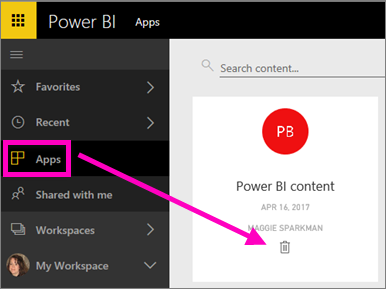 Power BI Apps
Search content...
Favorites
Recent
Apps
Shared with me
Workspaces
My Workspace
PB
Power BI content
APR 16, 2017
MAGGIE SPARKMAN